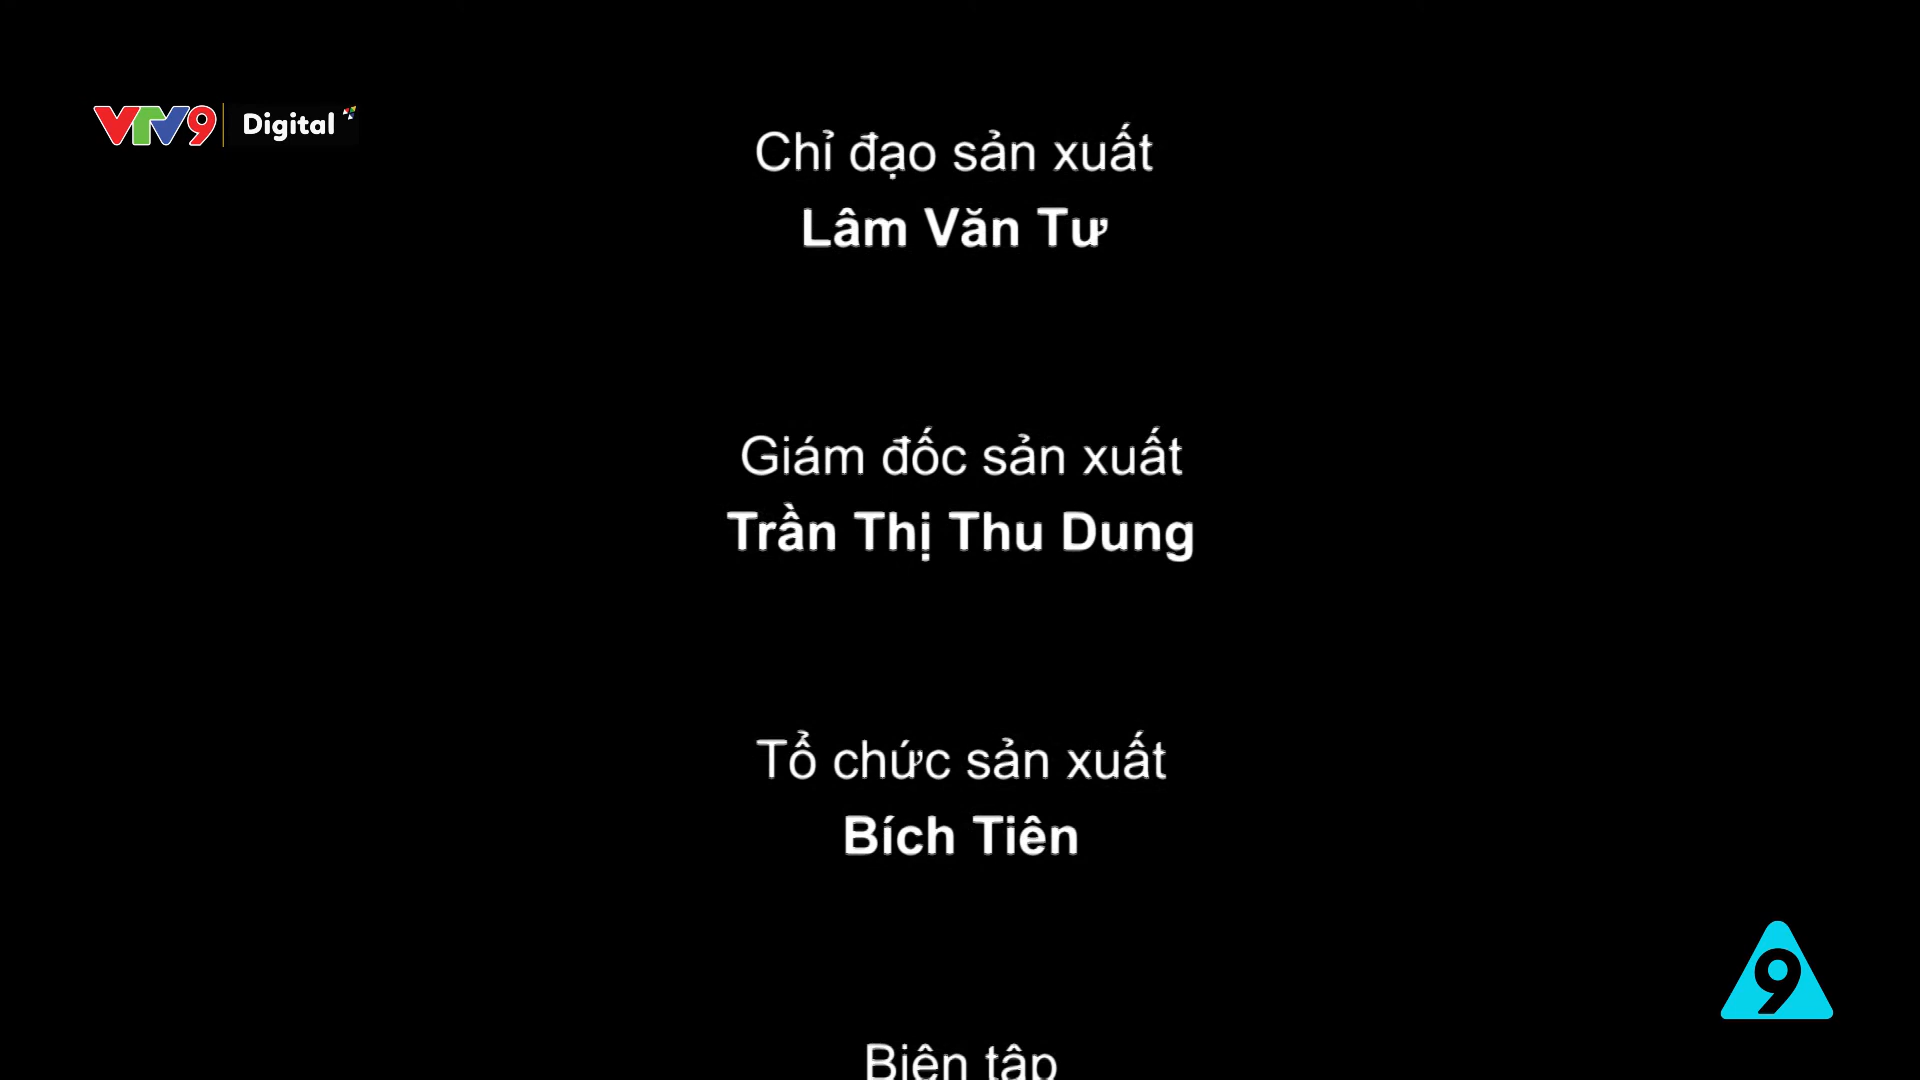 VTV9 Digital
Chỉ đạo sản xuất
Lâm Văn Tư
Giám đốc sản xuất
Trần Thị Thu Dung
Tổ chức sản xuất
Bích Tiên
Biên tập
9